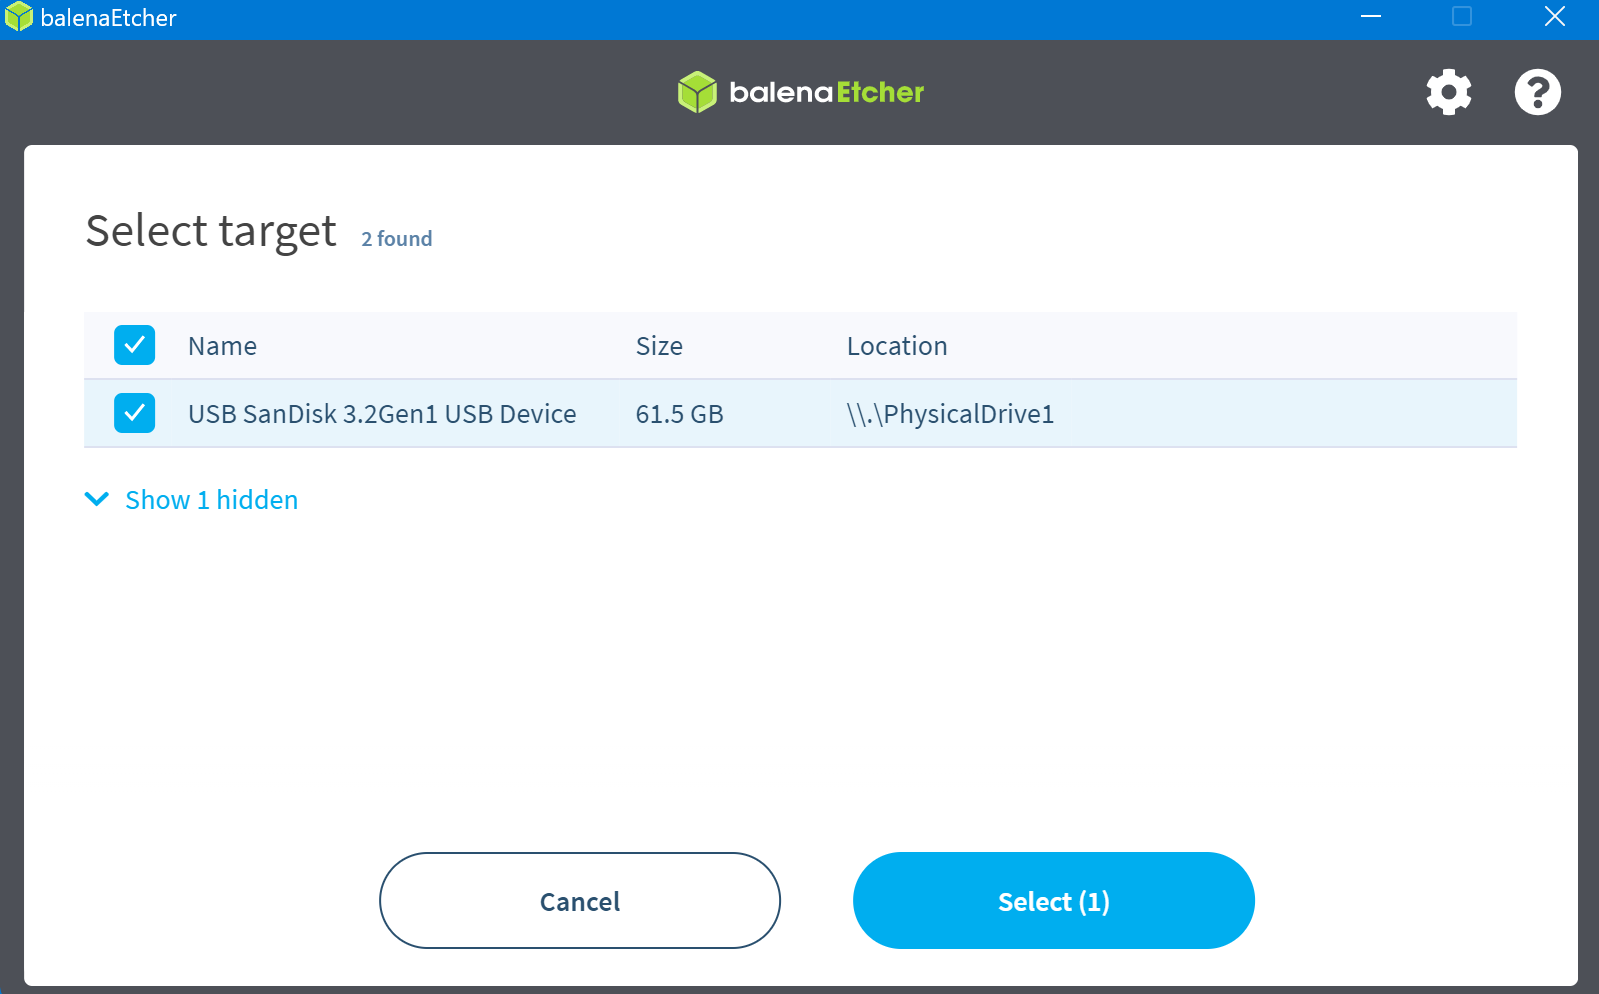 balenaEtcher
balenaEtcher
Select target 2 found
Name Size Location
USB SanDisk 3.2Gen1 USB Device 61.5 GB \\.\PhysicalDrive1
Show 1 hidden
Cancel Select (1)